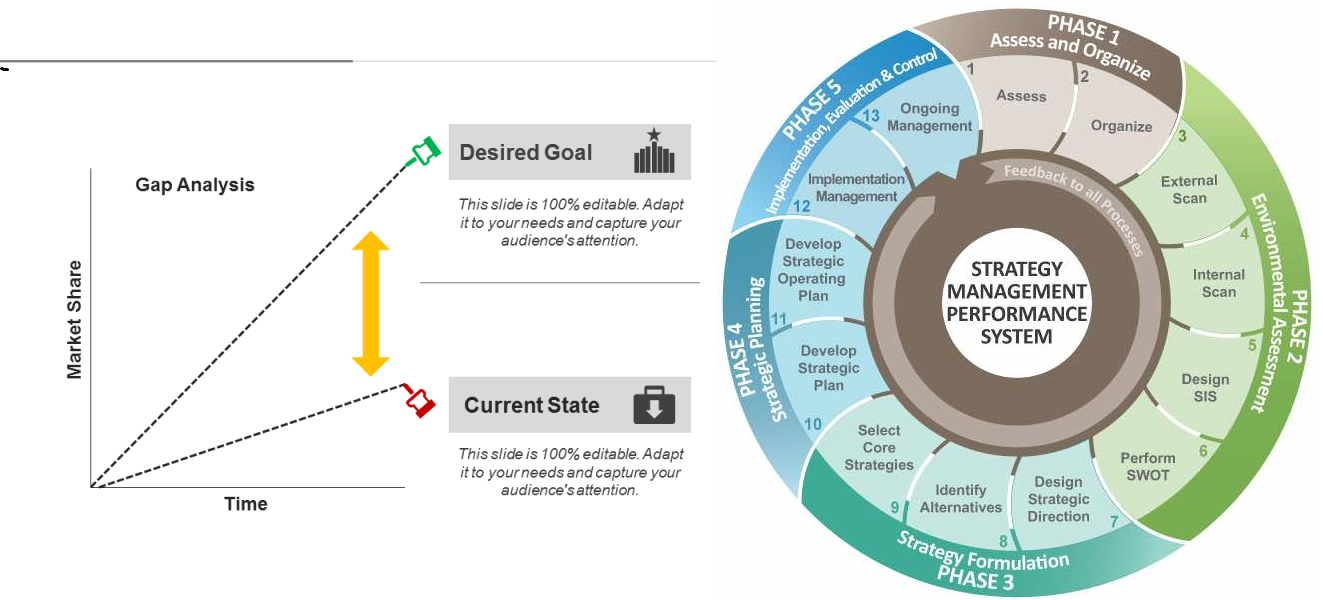 Gap Analysis
Market Share
Time
Desired Goal
This slide is 100% editable. Adapt
it to your needs and capture your
audience's attention.
Current State
This slide is 100% editable. Adapt
it to your needs and capture your
audience's attention.
PHASE 1
Assess and Organize
1
Assess
2
Organize
PHASE 2
Environmental Assessment
3
External
Scan
4
Internal
Scan
5
Design
SIS
6
Perform
SWOT
7
Design
Strategic
Direction
8
Identify
Alternatives
9
Select
Core
Strategies
Strategy Formulation
PHASE 3
10
Develop
Strategic
Plan
11
Develop
Strategic
Operating
Plan
PHASE 4
Strategic Planning
12
Implementation
Management
13
Ongoing
Management
PHASE 5
Implementation, Evaluation & Control
Feedback to all Processes
STRATEGY
MANAGEMENT
PERFORMANCE
SYSTEM